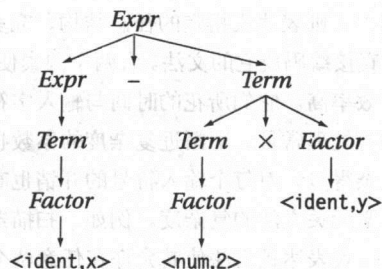 Expr
Expr − Term
Term Term × Factor
Factor Factor <ident,y>
<ident,x> <num,2>